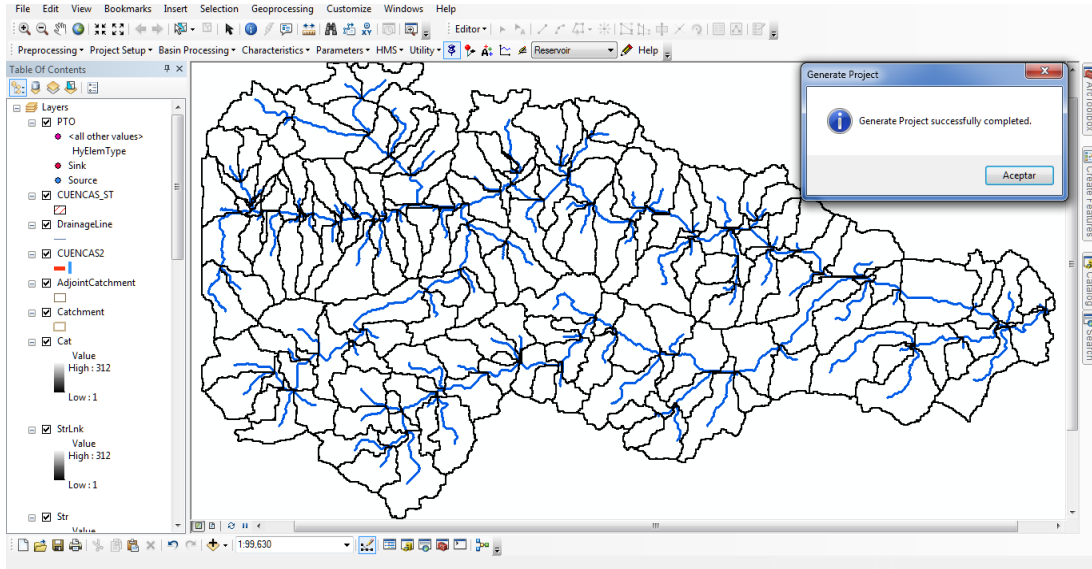 File Edit View Bookmarks Insert Selection Geoprocessing Customize Windows Help
Editor
Preprocessing Project Setup Basin Processing Characteristics Parameters HMS Utility Reservoir Help
Table Of Contents
Layers
PTO
<all other values>
HyElemType
Sink
Source
CUENCAS_ST
DrainageLine
CUENCAS2
AdjointCatchment
Catchment
Cat
Value
High : 312
Low : 1
StrLnk
Value
High : 312
Low : 1
Str
Value
Generate Project
Generate Project successfully completed.
Aceptar
ArcToolbox
Create Features
Catalog
Search
1:99,630